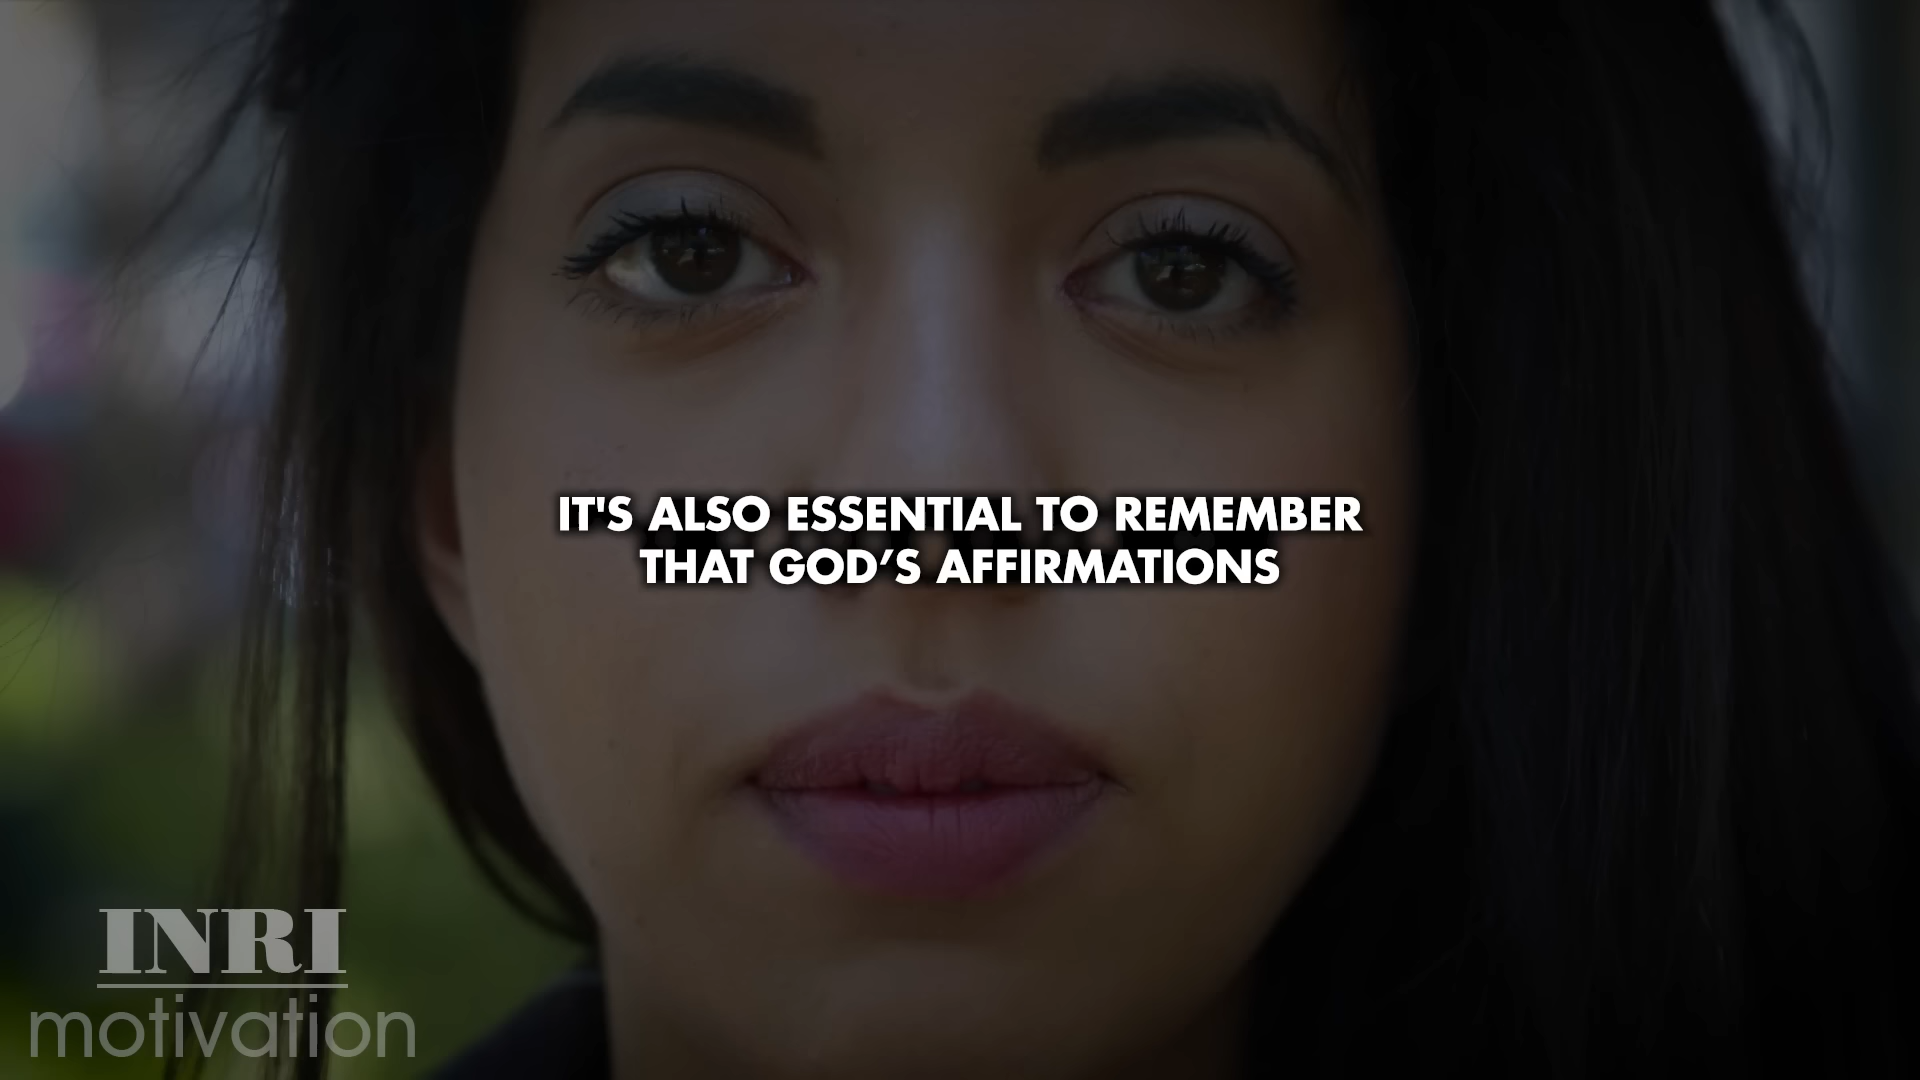 IT'S ALSO ESSENTIAL TO REMEMBER
THAT GOD’S AFFIRMATIONS
INRI
motivation